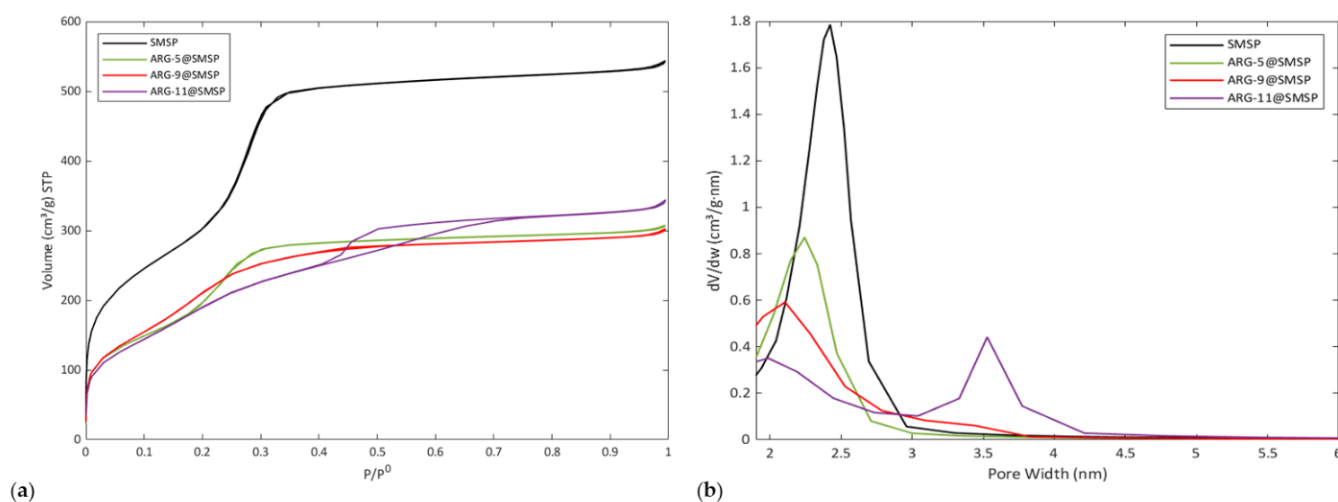 600
500
400
300
200
100
0
Volume (cm³/g) STP
SMSP
ARG-5@SMSP
ARG-9@SMSP
ARG-11@SMSP
0 0.1 0.2 0.3 0.4 0.5 0.6 0.7 0.8 0.9 1
P/P⁰
(a)
1.8
1.6
1.4
1.2
1
0.8
0.6
0.4
0.2
0
dV/dw (cm³/g·nm)
SMSP
ARG-5@SMSP
ARG-9@SMSP
ARG-11@SMSP
2 2.5 3 3.5 4 4.5 5 5.5 6
Pore Width (nm)
(b)